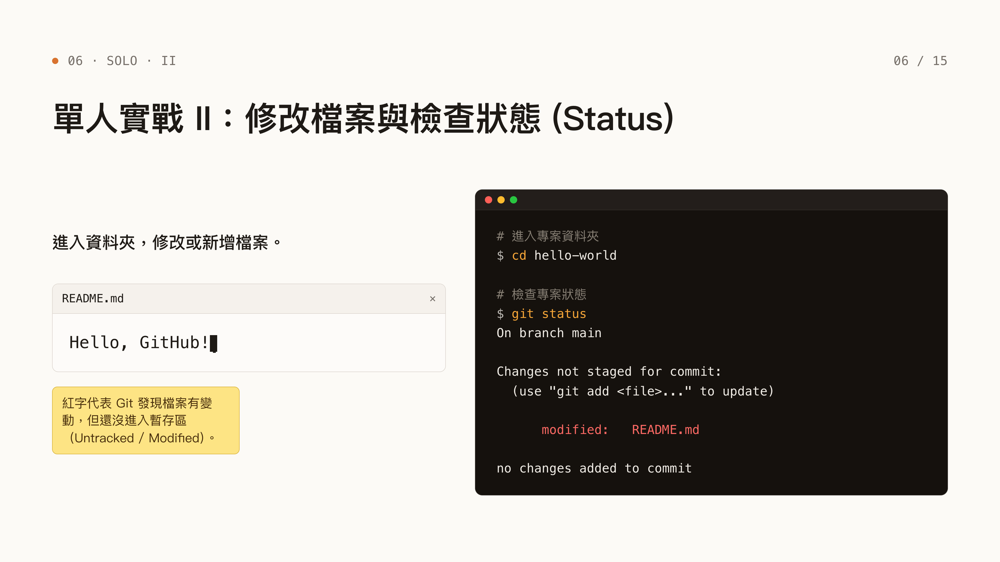 06 · SOLO · II
06 / 15
單人實戰 II：修改檔案與檢查狀態 (Status)
進入資料夾，修改或新增檔案。
README.md ×
Hello, GitHub!
紅字代表 Git 發現檔案有變
動，但還沒進入暫存區
（Untracked / Modified）。
# 進入專案資料夾
$ cd hello-world
# 檢查專案狀態
$ git status
On branch main
Changes not staged for commit:
(use "git add <file>..." to update)
modified: README.md
no changes added to commit